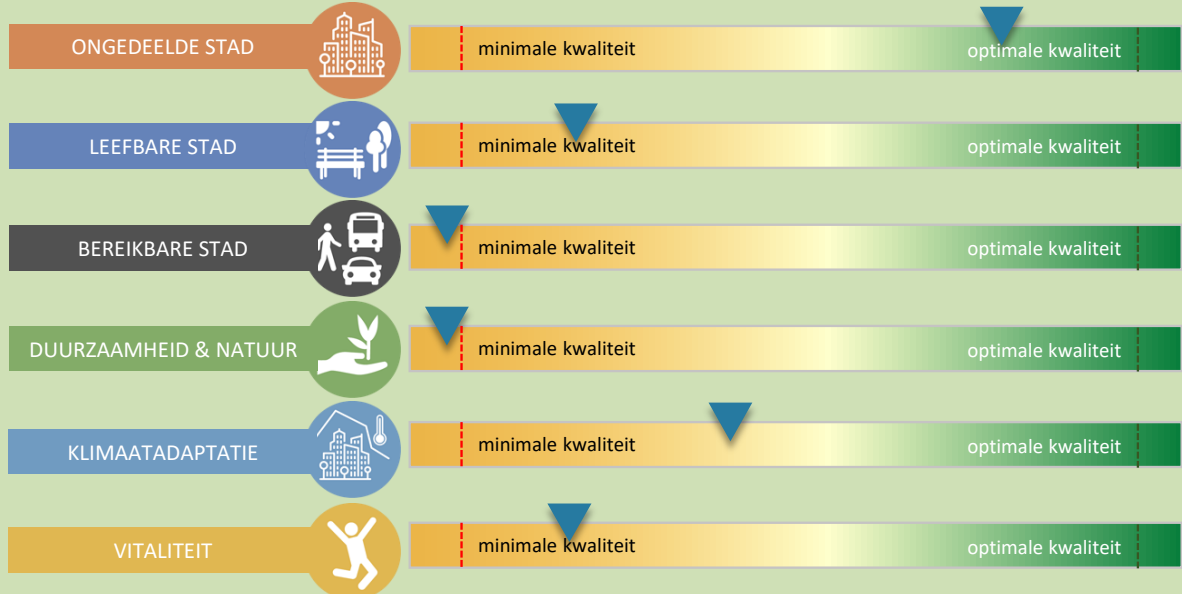 ONGEDEELDE STAD minimale kwaliteit optimale kwaliteit
LEEFBARE STAD minimale kwaliteit optimale kwaliteit
BEREIKBARE STAD minimale kwaliteit optimale kwaliteit
DUURZAAMHEID & NATUUR minimale kwaliteit optimale kwaliteit
KLIMAATADAPTATIE minimale kwaliteit optimale kwaliteit
VITALITEIT minimale kwaliteit optimale kwaliteit